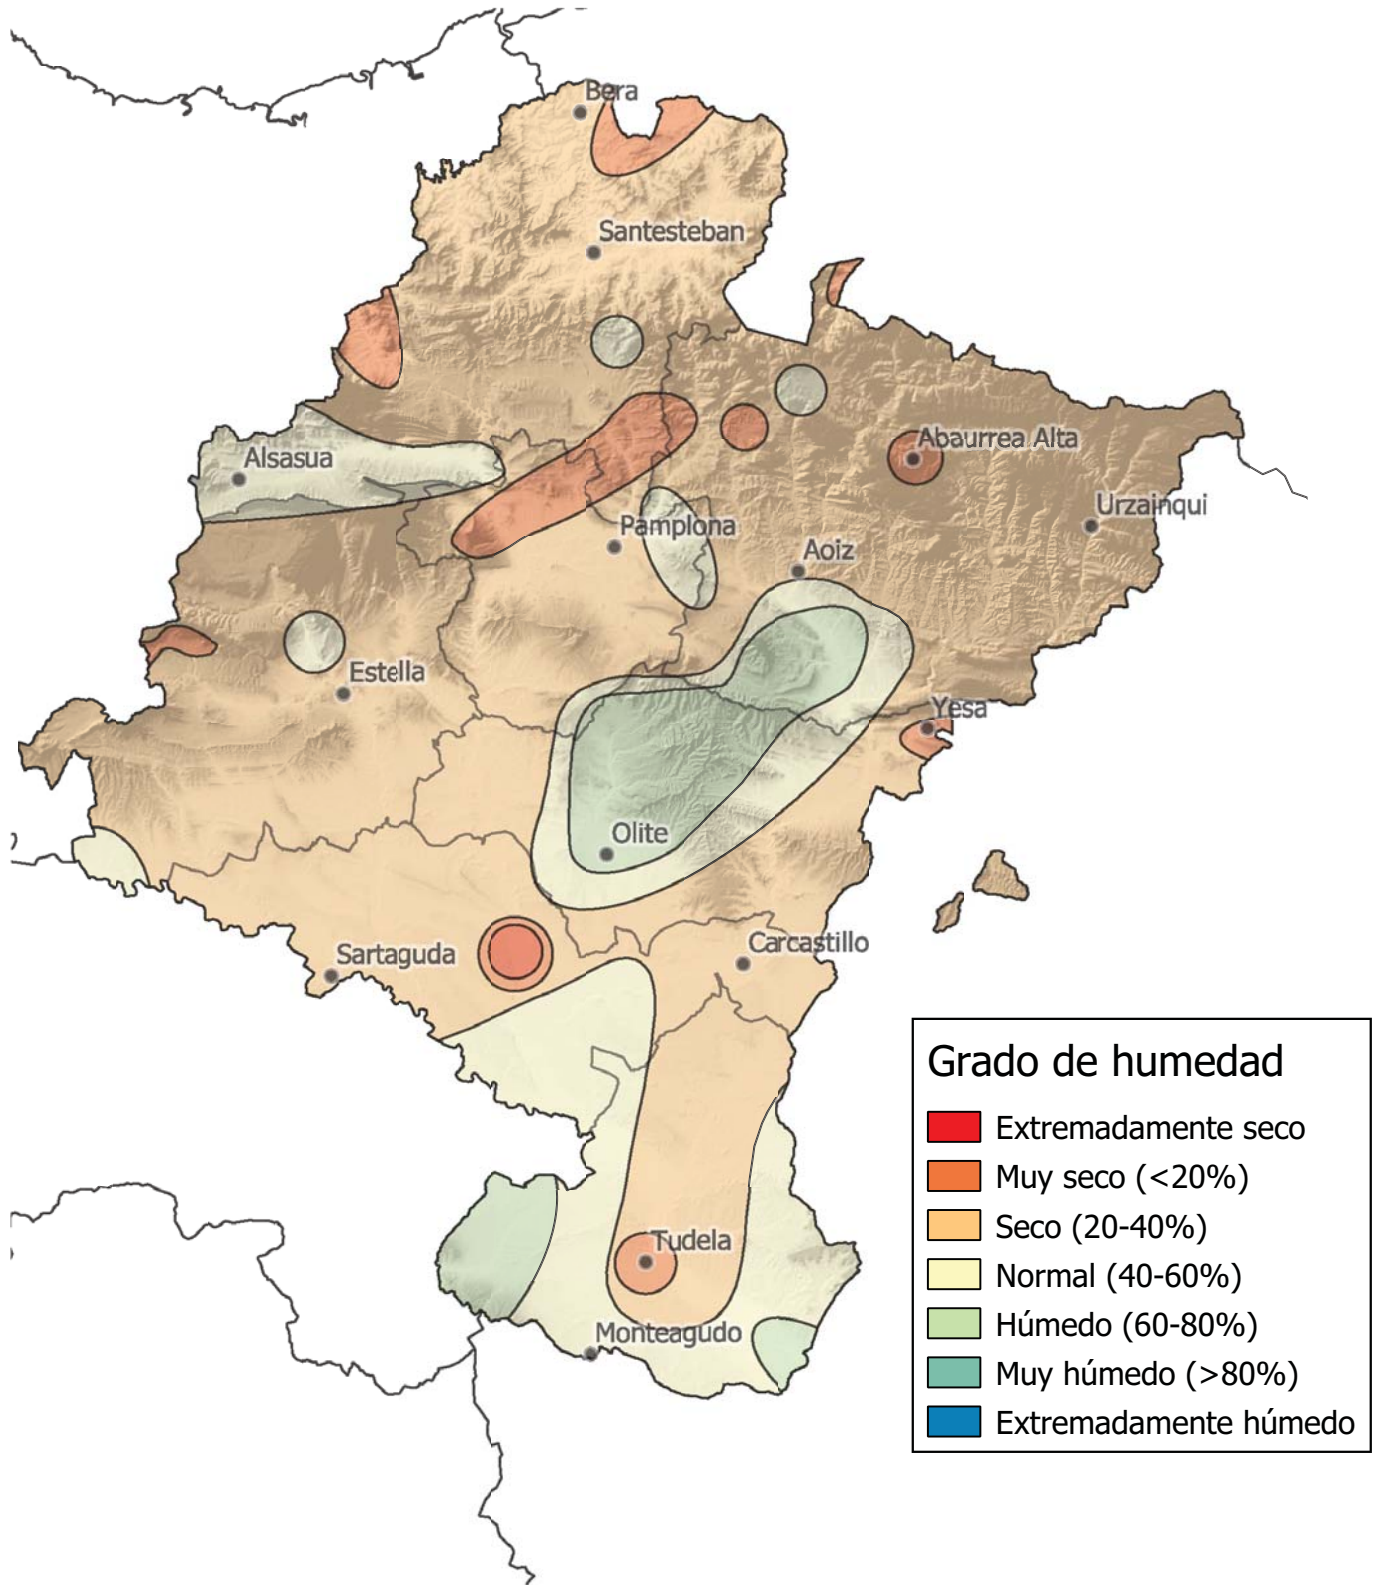 Bera
Santesteban
Alsasua
Abaurrea Alta
Urzainqui
Pamplona
Aoiz
Estella
Yesa
Olite
Carcastillo
Sartaguda
Tudela
Monteagudo
Grado de humedad
Extremadamente seco
Muy seco (<20%)
Seco (20-40%)
Normal (40-60%)
Húmedo (60-80%)
Muy húmedo (>80%)
Extremadamente húmedo